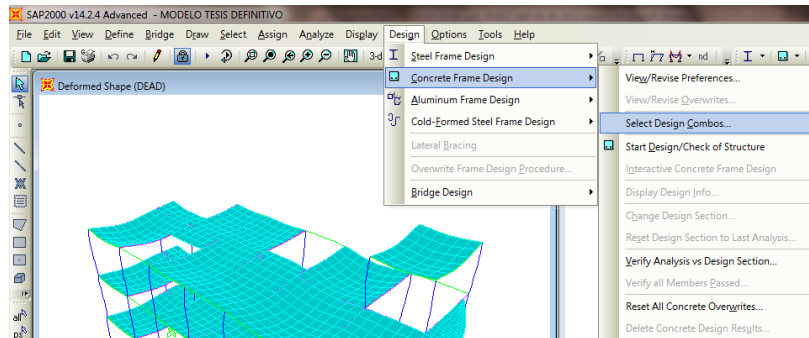 SAP2000 v14.2.4 Advanced - MODELO TESIS DEFINITIVO
File Edit View Define Bridge Draw Select Assign Analyze Display Design Options Tools Help
3-d
nd
Deformed Shape (DEAD)
Steel Frame Design
Concrete Frame Design
Aluminum Frame Design
Cold-Formed Steel Frame Design
Lateral Bracing
Overwrite Frame Design Procedure...
Bridge Design
View/Revise Preferences...
View/Revise Overwrites...
Select Design Combos...
Start Design/Check of Structure
Interactive Concrete Frame Design
Display Design Info...
Change Design Section...
Reset Design Section to Last Analysis...
Verify Analysis vs Design Section...
Verify all Members Passed...
Reset All Concrete Overwrites...
Delete Concrete Design Results...
all
ps